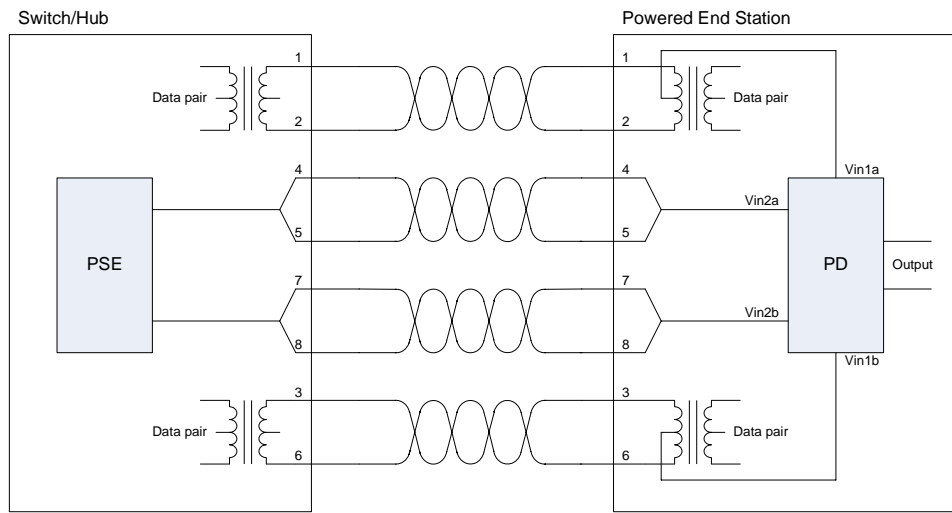 Switch/Hub
Powered End Station
1
1
Data pair
Data pair
2
2
4
4
Vin1a
Vin2a
5
5
PSE
PD
Output
7
7
Vin2b
8
8
Vin1b
3
3
Data pair
Data pair
6
6